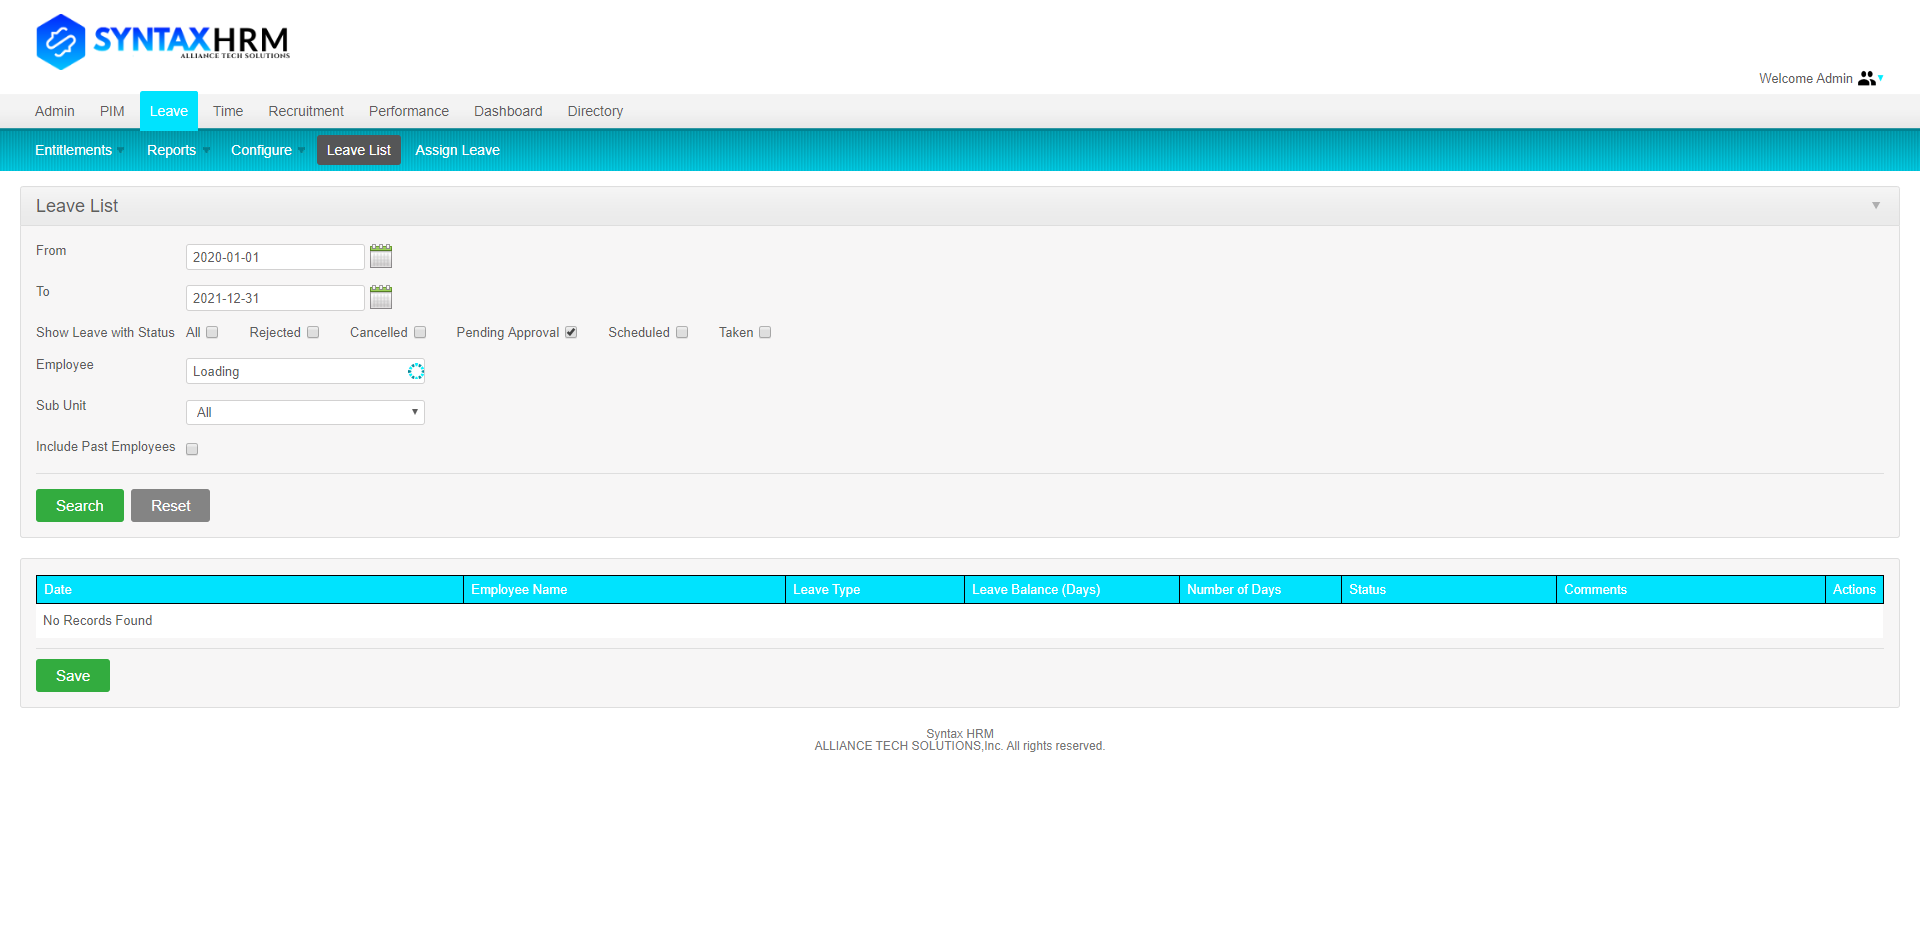 SYNTAXHRM
ALLIANCE TECH SOLUTIONS
Welcome Admin
Admin PIM Leave Time Recruitment Performance Dashboard Directory
Entitlements Reports Configure Leave List Assign Leave
Leave List
From 2020-01-01
To 2021-12-31
Show Leave with Status All Rejected Cancelled Pending Approval Scheduled Taken
Employee Loading
Sub Unit All
Include Past Employees
Search Reset
Date Employee Name Leave Type Leave Balance (Days) Number of Days Status Comments Actions
No Records Found
Save
Syntax HRM
ALLIANCE TECH SOLUTIONS,Inc. All rights reserved.